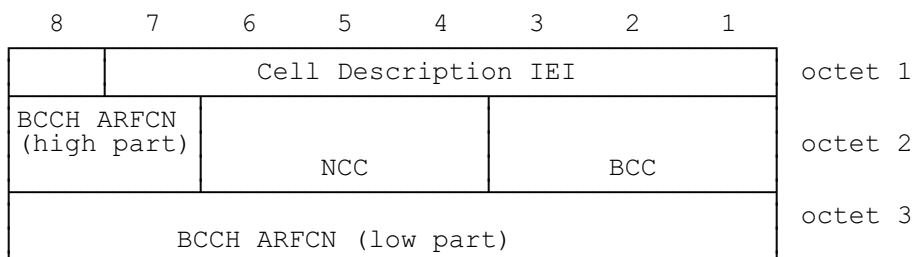 8 7 6 5 4 3 2 1
Cell Description IEI octet 1
BCCH ARFCN
(high part) octet 2
NCC BCC
octet 3
BCCH ARFCN (low part)